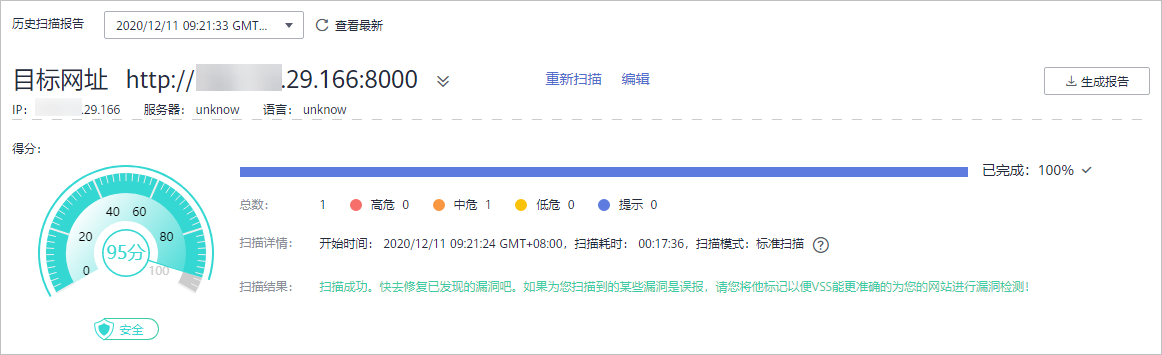 历史扫描报告 2020/12/11 09:21:33 GMT... 查看最新
目标网址 http:// .29.166:8000 重新扫描 编辑 生成报告
IP: .29.166 服务器: unknow 语言: unknow
得分:
已完成: 100%
总数: 1 高危 0 中危 1 低危 0 提示 0
扫描详情: 开始时间: 2020/12/11 09:21:24 GMT+08:00, 扫描耗时: 00:17:36, 扫描模式: 标准扫描 ?
扫描结果: 扫描成功。快去修复已发现的漏洞吧。如果为您扫描到的某些漏洞是误报,请您将他标记以便VSS能更准确的为您的网站进行漏洞检测!
40 60
20 80
95分
0 100
安全